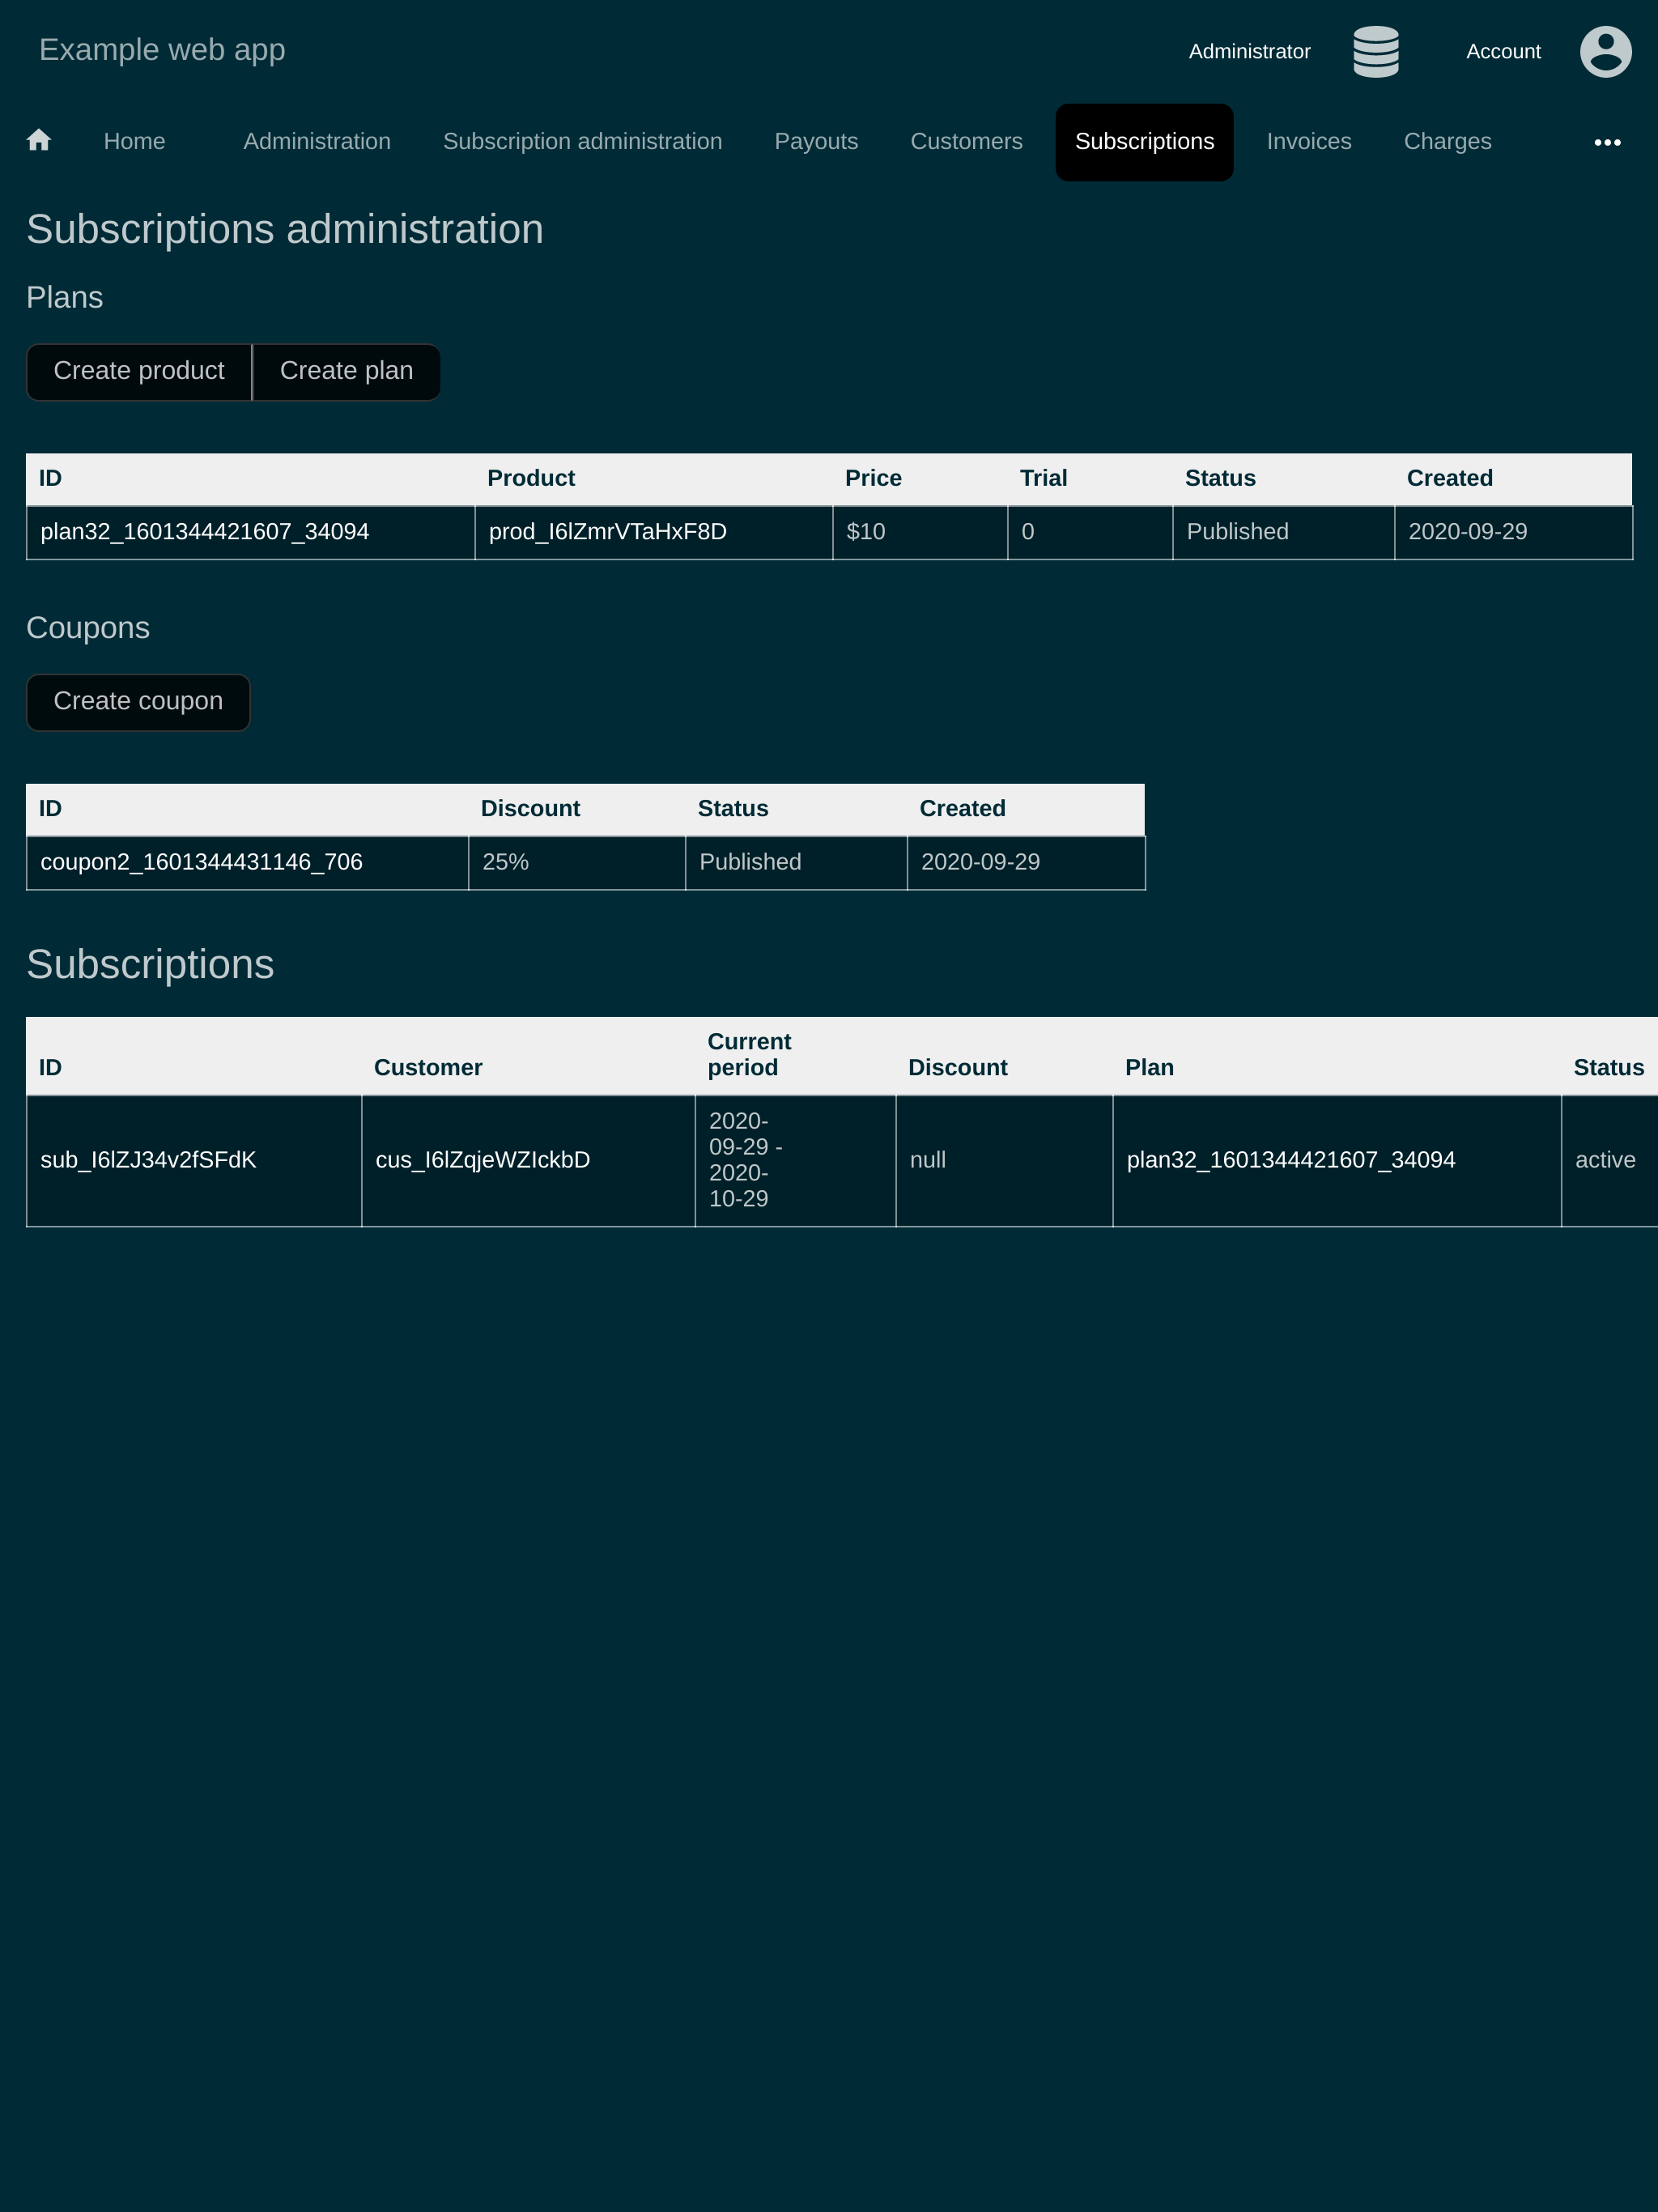 Example web app
Administrator
Account
Home Administration Subscription administration Payouts Customers Subscriptions Invoices Charges
Subscriptions administration
Plans
Create product Create plan
ID Product Price Trial Status Created
plan32_1601344421607_34094 prod_I6lZmrVTaHxF8D $10 0 Published 2020-09-29
Coupons
Create coupon
ID Discount Status Created
coupon2_1601344431146_706 25% Published 2020-09-29
Subscriptions
ID Customer Current period Discount Plan Status
sub_I6lZJ34v2fSFdK cus_I6lZqjeWZIckbD 2020-09-29 - 2020-10-29 null plan32_1601344421607_34094 active